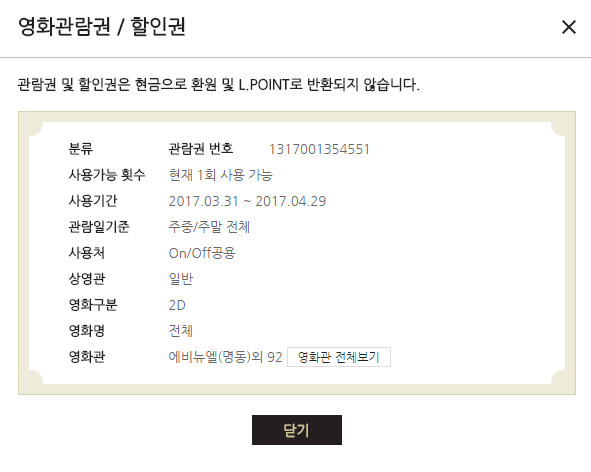 영화관람권 / 할인권
관람권 및 할인권은 현금으로 환원 및 L.POINT로 반환되지 않습니다.
분류 관람권 번호 1317001354551
사용가능 횟수 현재 1회 사용 가능
사용기간 2017.03.31 ~ 2017.04.29
관람일기준 주중/주말 전체
사용처 On/Off공용
상영관 일반
영화구분 2D
영화명 전체
영화관 에비뉴엘(명동)외 92 영화관 전체보기
닫기